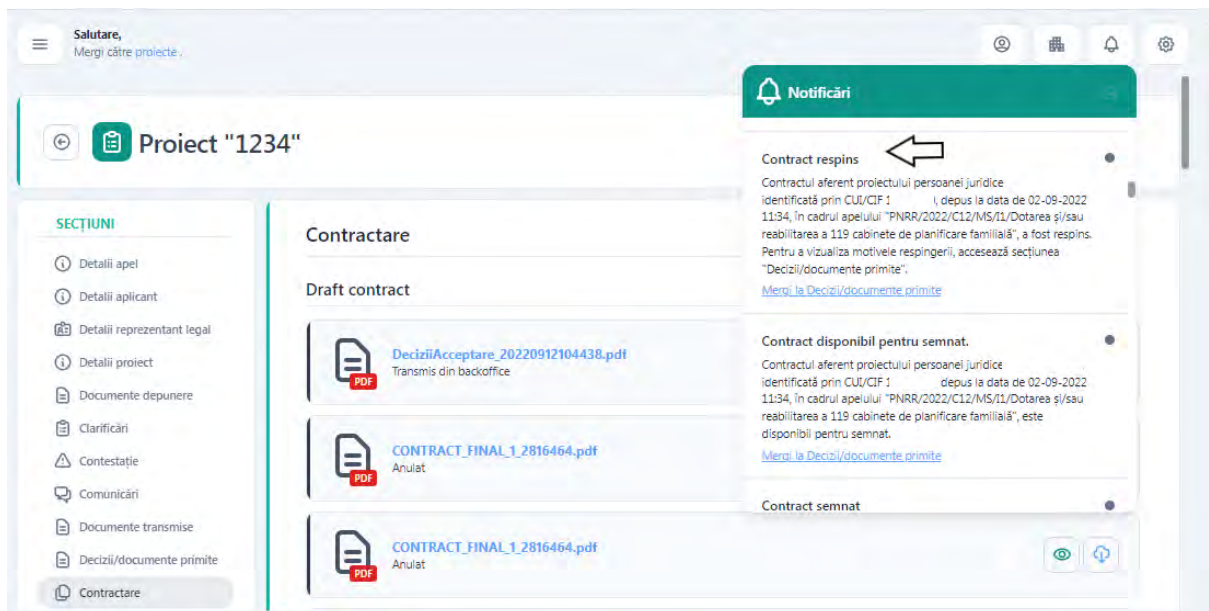 Salutare,
Mergi către proiecte .
Proiect "1234"
SECȚIUNI
Detalii apel
Detalii aplicant
Detalii reprezentant legal
Detalii proiect
Documente depunere
Clarificări
Contestație
Comunicări
Documente transmise
Decizii/documente primite
Contractare
Contractare
Draft contract
DeciziiAcceptare_20220912104438.pdf
Transmis din backoffice
PDF
CONTRACT_FINAL_1_2816464.pdf
Anulat
PDF
CONTRACT_FINAL_1_2816464.pdf
Anulat
PDF
Notificări
Contract respins
Contractul aferent proiectului persoanei juridice
identificată prin CUI/CIF 1 , depus la data de 02-09-2022
11:34, în cadrul apelului "PNRR/2022/C12/MS/I1/Dotarea și/sau
reabilitarea a 119 cabinete de planificare familială", a fost respins.
Pentru a vizualiza motivele respingerii, accesează secțiunea
"Decizii/documente primite".
Mergi la Decizii/documente primite
Contract disponibil pentru semnat.
Contractul aferent proiectului persoanei juridice
identificată prin CUI/CIF 1 depus la data de 02-09-2022
11:34, în cadrul apelului "PNRR/2022/C12/MS/I1/Dotarea și/sau
reabilitarea a 119 cabinete de planificare familială", este
disponibil pentru semnat.
Mergi la Decizii/documente primite
Contract semnat